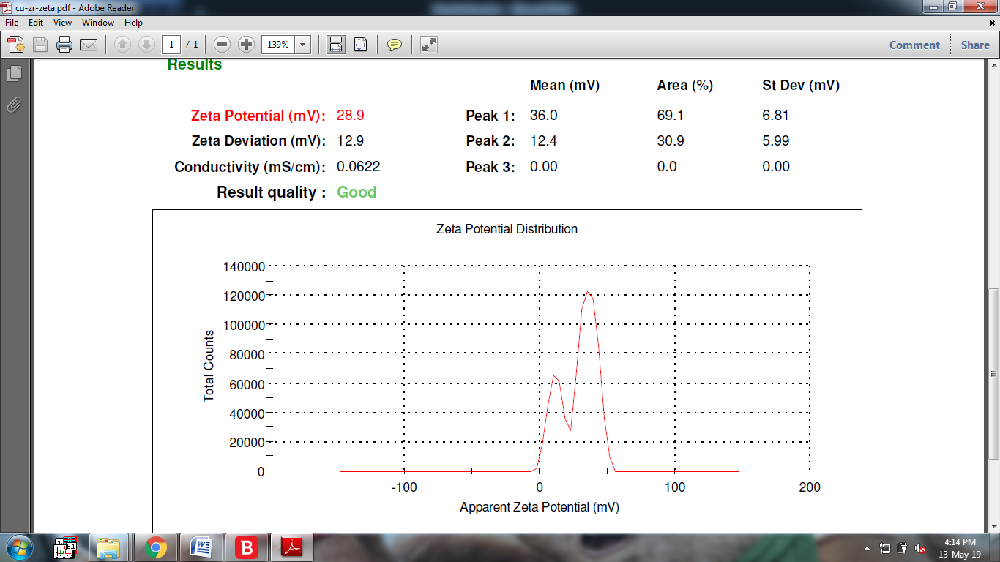 cu-zr-zeta.pdf - Adobe Reader
File Edit View Window Help
1 / 1 139% Comment Share
Results
Mean (mV) Area (%) St Dev (mV)
Zeta Potential (mV): 28.9 Peak 1: 36.0 69.1 6.81
Zeta Deviation (mV): 12.9 Peak 2: 12.4 30.9 5.99
Conductivity (mS/cm): 0.0622 Peak 3: 0.00 0.0 0.00
Result quality : Good
Zeta Potential Distribution
140000
120000
100000
80000
60000
40000
20000
0
Total Counts
-100 0 100 200
Apparent Zeta Potential (mV)
6.1
W
B
4:14 PM
13-May-19